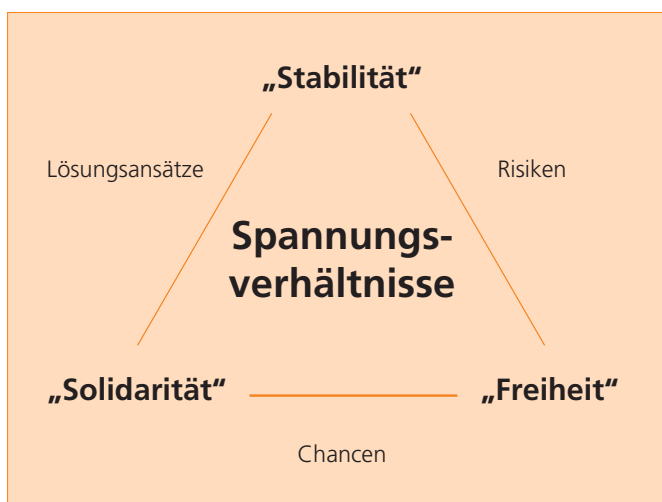 „Stabilität“
Lösungsansätze
Risiken
Spannungs-
verhältnisse
„Solidarität“
„Freiheit“
Chancen